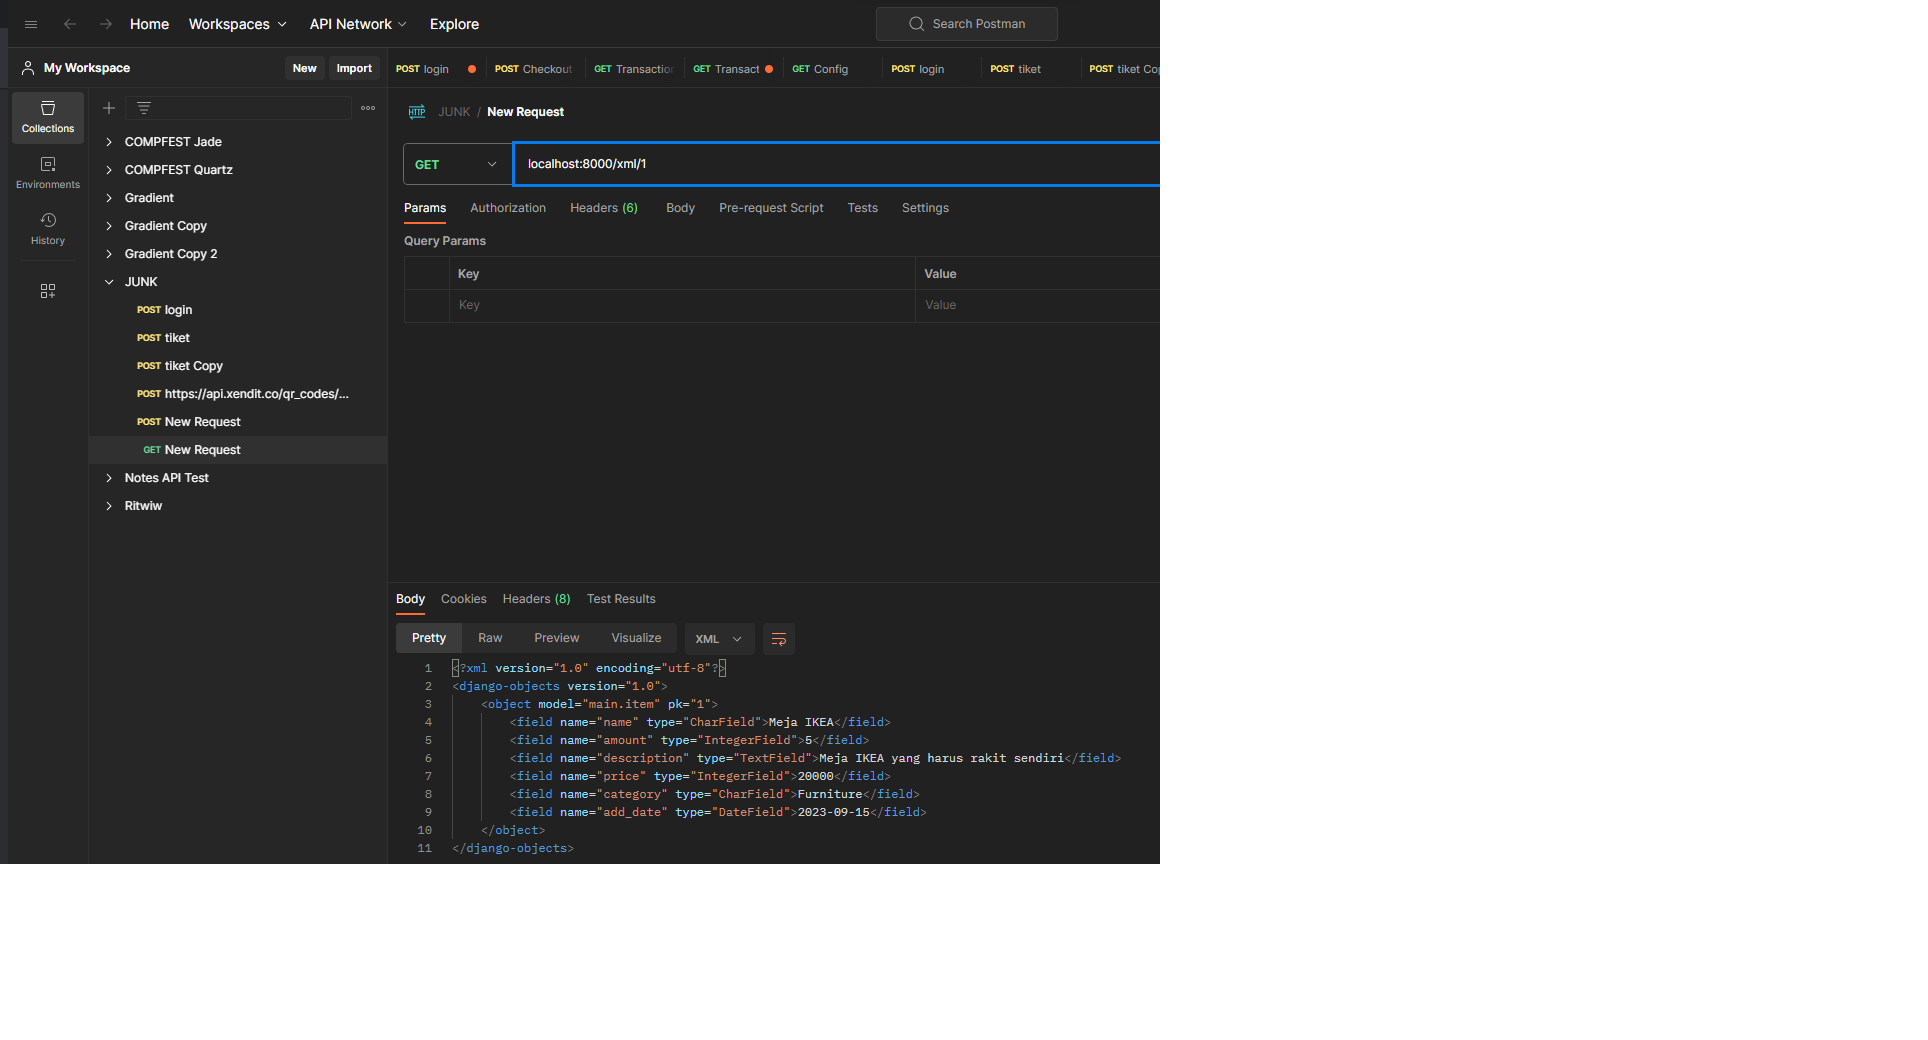 Home Workspaces API Network Explore Search Postman
My Workspace New Import
POST login POST Checkout GET Transactio GET Transact GET Config POST login POST tiket POST tiket Cop
Collections
Environments
History
COMPFEST Jade
COMPFEST Quartz
Gradient
Gradient Copy
Gradient Copy 2
JUNK
POST login
POST tiket
POST tiket Copy
POST https://api.xendit.co/qr_codes/...
POST New Request
GET New Request
Notes API Test
Ritwiw
HTTP JUNK / New Request
GET localhost:8000/xml/1
Params Authorization Headers (6) Body Pre-request Script Tests Settings
Query Params
Key Value
Key Value
Body Cookies Headers (8) Test Results
Pretty Raw Preview Visualize XML
1 <?xml version="1.0" encoding="utf-8"?>
2 <django-objects version="1.0">
3 <object model="main.item" pk="1">
4 <field name="name" type="CharField">Meja IKEA</field>
5 <field name="amount" type="IntegerField">5</field>
6 <field name="description" type="TextField">Meja IKEA yang harus rakit sendiri</field>
7 <field name="price" type="IntegerField">20000</field>
8 <field name="category" type="CharField">Furniture</field>
9 <field name="add_date" type="DateField">2023-09-15</field>
10 </object>
11 </django-objects>